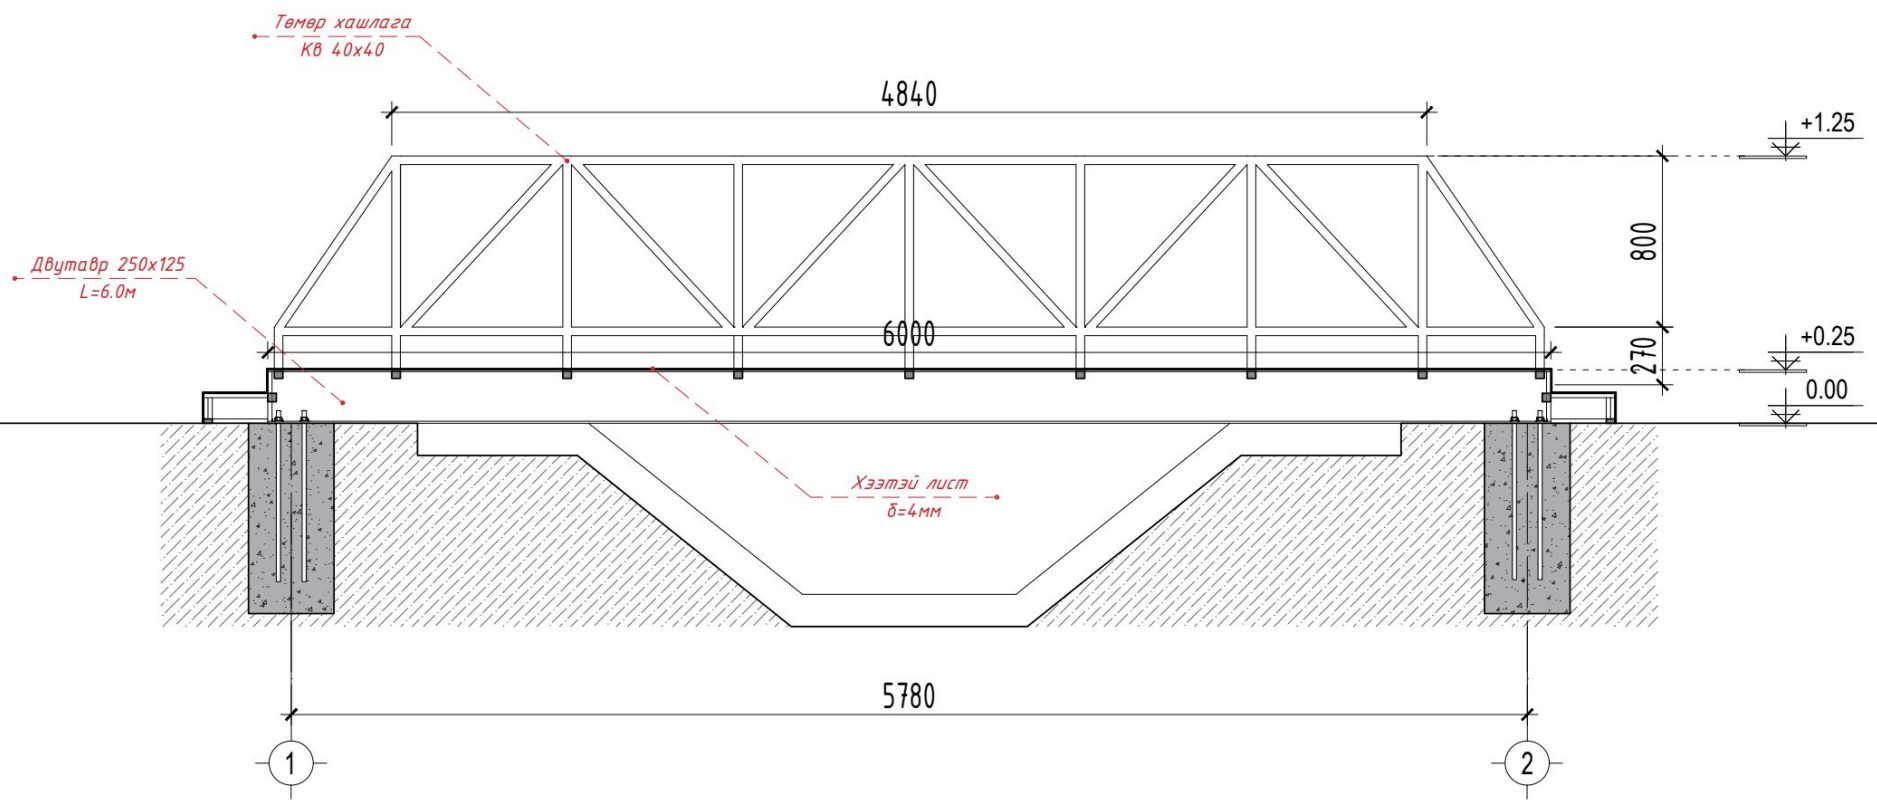 Төмөр хашлага
Кв 40х40
4840
+1.25
800
Двутавр 250х125
L=6.0м
6000
+0.25
270
0.00
Хээтэй лист
δ=4мм
5780
1
2